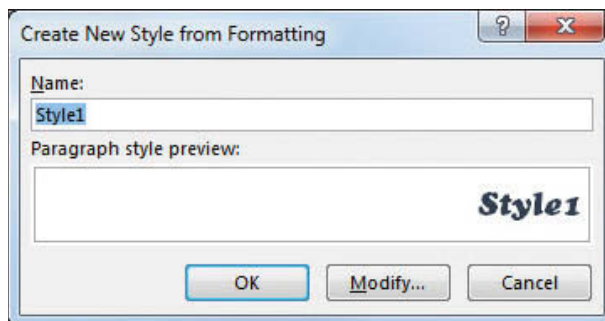 Create New Style from Formatting
?
X
Name:
Style1
Paragraph style preview:
Style1
OK
Modify...
Cancel